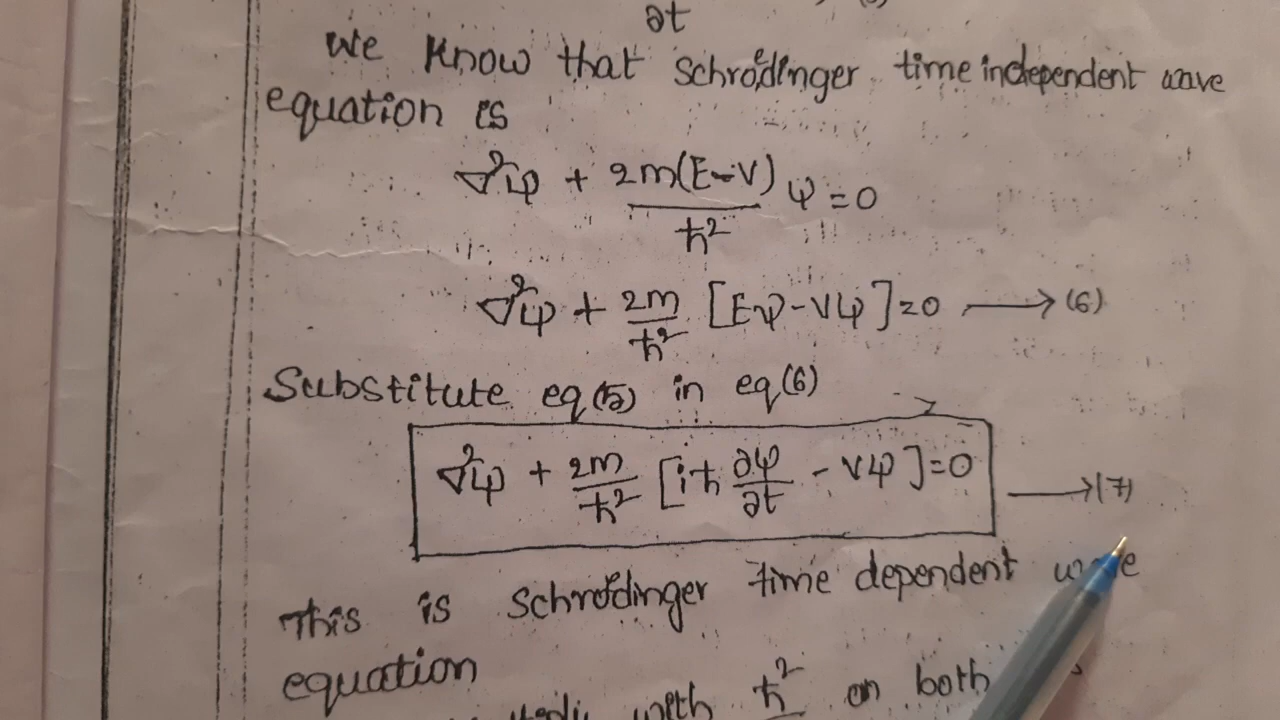 ∂t
We Know that schrodinger time independent wave
equation is
∇²ψ + 2m(E-V)/ħ² ψ = 0
∇²ψ + 2m/ħ² [Eψ - Vψ] = 0 ⟶ (6)
Substitute eq(5) in eq(6)
∇²ψ + 2m/ħ² [iħ ∂ψ/∂t - Vψ] = 0 ⟶ (7)
This is schrodinger time dependent wave
equation
with ħ² on both